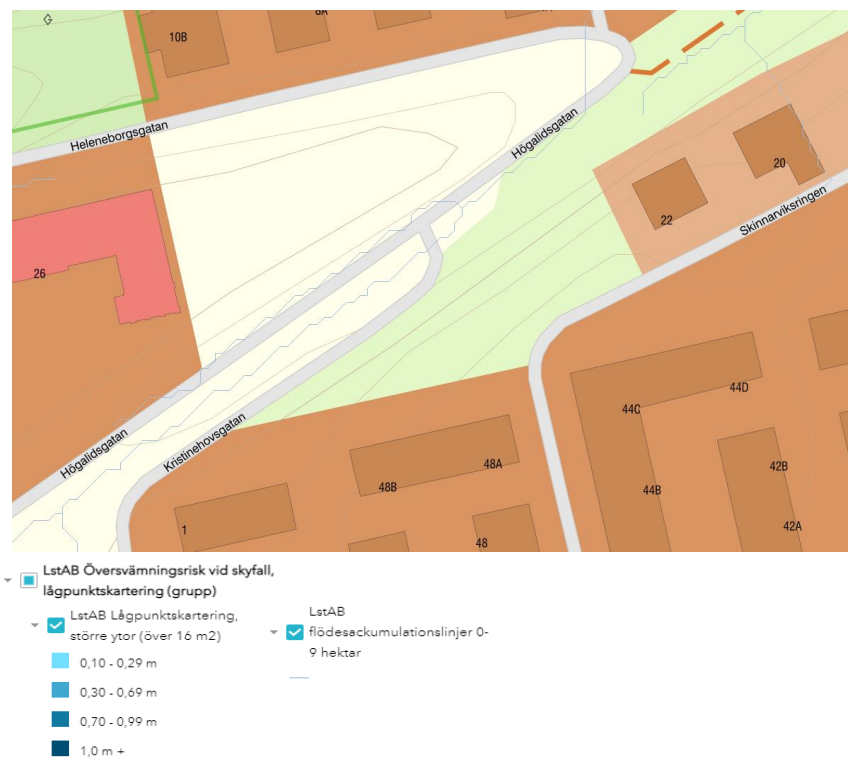 8A
10B
Heleneborgsgatan
Högalidsgatan
20
22
Skinnarviksringen
26
44D
44C
Högalidsgatan
Kristinehovsgatan
48A
48B
44B
42B
1
48
42A
LstAB Översvämningsrisk vid skyfall,
lågpunktskartering (grupp)
LstAB Lågpunktskartering,
större ytor (över 16 m2)
0,10 - 0,29 m
0,30 - 0,69 m
0,70 - 0,99 m
1,0 m +
LstAB
flödesackumulationslinjer 0-
9 hektar